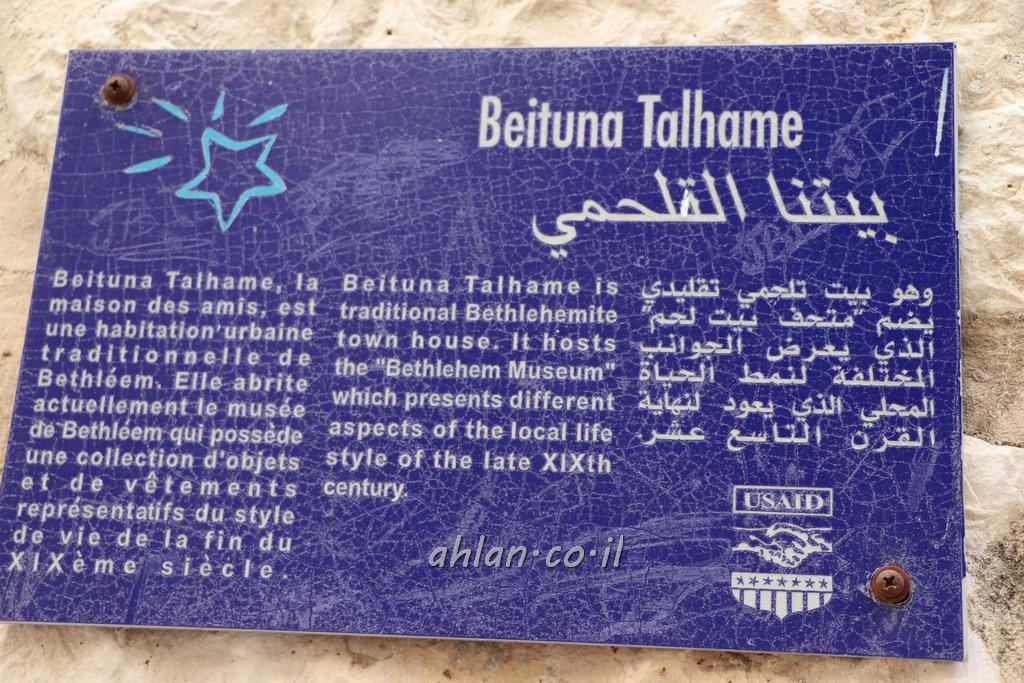 Beituna Talhame
بيتنا التلحمي
Beituna Talhame, la
maison des amis, est
une habitation urbaine
traditionnelle de
Bethléem. Elle abrite
actuellement le musée
de Bethléem qui possède
une collection d'objets
et de vêtements
représentatifs du style
de vie de la fin du
XIXème siècle.
Beituna Talhame is
traditional Bethlehemite
town house. It hosts
the "Bethlehem Museum"
which presents different
aspects of the local life
style of the late XIXth
century.
وهو بيت تلحمي تقليدي
يضم "متحف بيت لحم"
الذي يعرض الجوانب
المختلفة لنمط الحياة
المحلي الذي يعود لنهاية
القرن التاسع عشر
USAID
ahlan.co.il